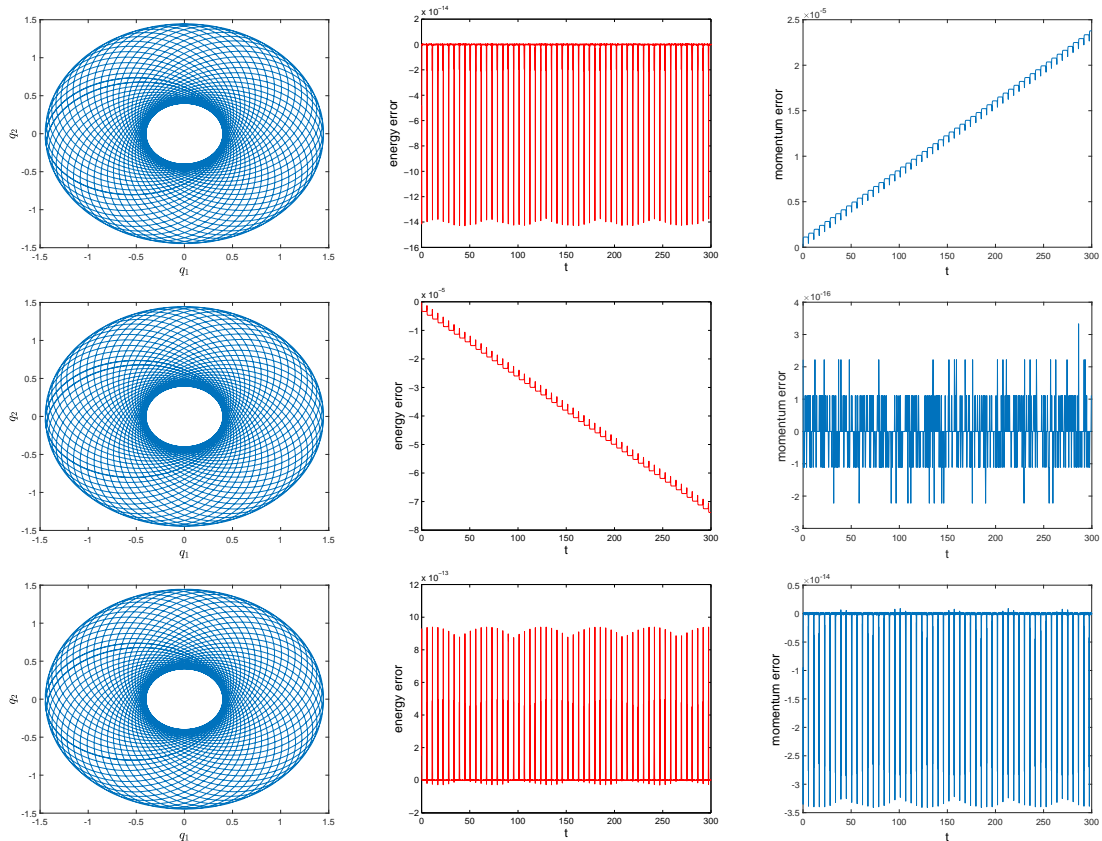 1.5
1
0.5
0
-0.5
-1
-1.5
-1.5 -1 -0.5 0 0.5 1 1.5
q2
q1
x 10−14
2
0
−2
−4
−6
−8
−10
−12
−14
−16
0 50 100 150 200 250 300
energy error
t
×10-5
2.5
2
1.5
1
0.5
0
0 50 100 150 200 250 300
momentum error
t
1.5
1
0.5
0
-0.5
-1
-1.5
-1.5 -1 -0.5 0 0.5 1 1.5
q2
q1
x 10−5
0
−1
−2
−3
−4
−5
−6
−7
−8
0 50 100 150 200 250 300
energy error
t
×10-16
4
3
2
1
0
-1
-2
-3
0 50 100 150 200 250 300
momentum error
t
1.5
1
0.5
0
-0.5
-1
-1.5
-1.5 -1 -0.5 0 0.5 1 1.5
q2
q1
x 10−13
12
10
8
6
4
2
0
−2
0 50 100 150 200 250 300
energy error
t
×10-14
0.5
0
-0.5
-1
-1.5
-2
-2.5
-3
-3.5
0 50 100 150 200 250 300
momentum error
t